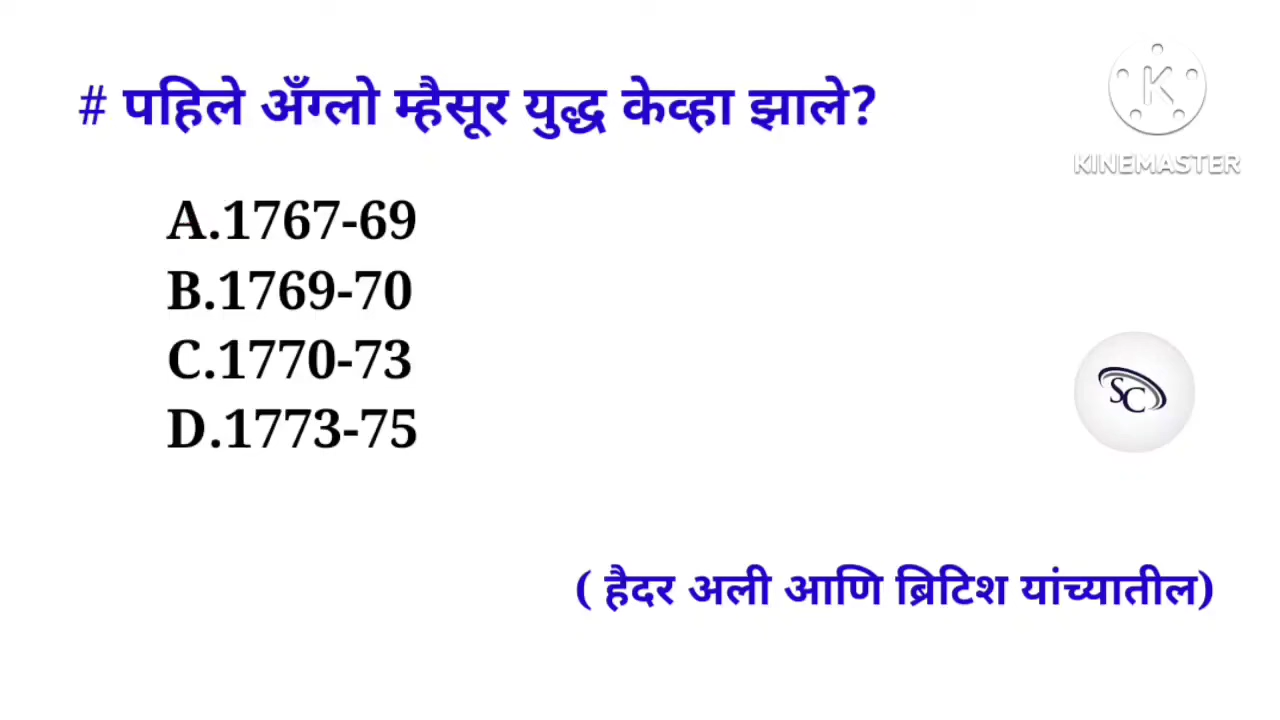 # पहिले अँग्लो म्हैसूर युद्ध केव्हा झाले?
KINEMASTER
A.1767-69
B.1769-70
C.1770-73
D.1773-75
SC
( हैदर अली आणि ब्रिटिश यांच्यातील)